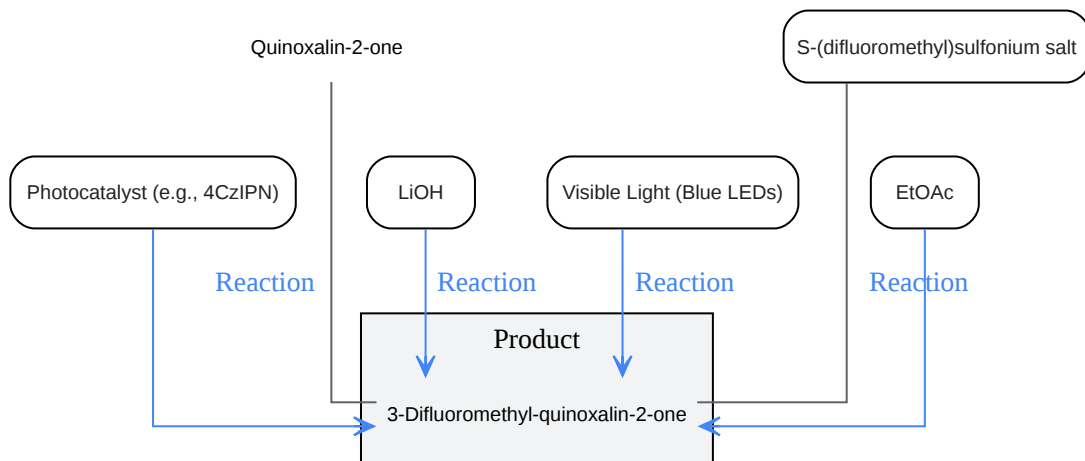 Quinoxalin-2-one
S-(difluoromethyl)sulfonium salt
Photocatalyst (e.g., 4CzIPN)
LiOH
Visible Light (Blue LEDs)
EtOAc
Reaction
Reaction
Reaction
Reaction
Product
3-Difluoromethyl-quinoxalin-2-one